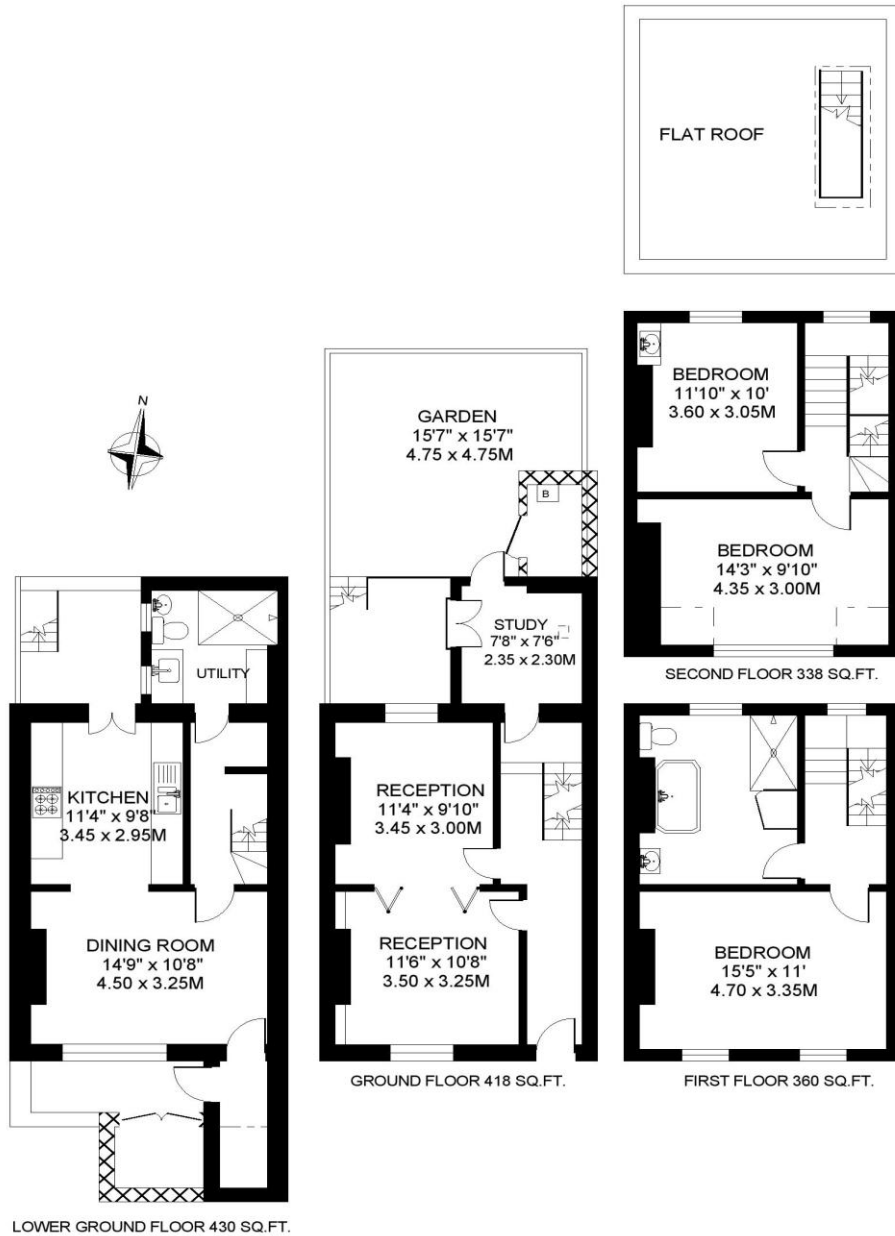 FLAT ROOF
BEDROOM
11'10" x 10'
3.60 x 3.05M
BEDROOM
14'3" x 9'10"
4.35 x 3.00M
SECOND FLOOR 338 SQ.FT.
GARDEN
15'7" x 15'7"
4.75 x 4.75M
B
STUDY
7'8" x 7'6"
2.35 x 2.30M
RECEPTION
11'4" x 9'10"
3.45 x 3.00M
RECEPTION
11'6" x 10'8"
3.50 x 3.25M
GROUND FLOOR 418 SQ.FT.
BEDROOM
15'5" x 11'
4.70 x 3.35M
FIRST FLOOR 360 SQ.FT.
N
UTILITY
KITCHEN
11'4" x 9'8"
3.45 x 2.95M
DINING ROOM
14'9" x 10'8"
4.50 x 3.25M
LOWER GROUND FLOOR 430 SQ.FT.